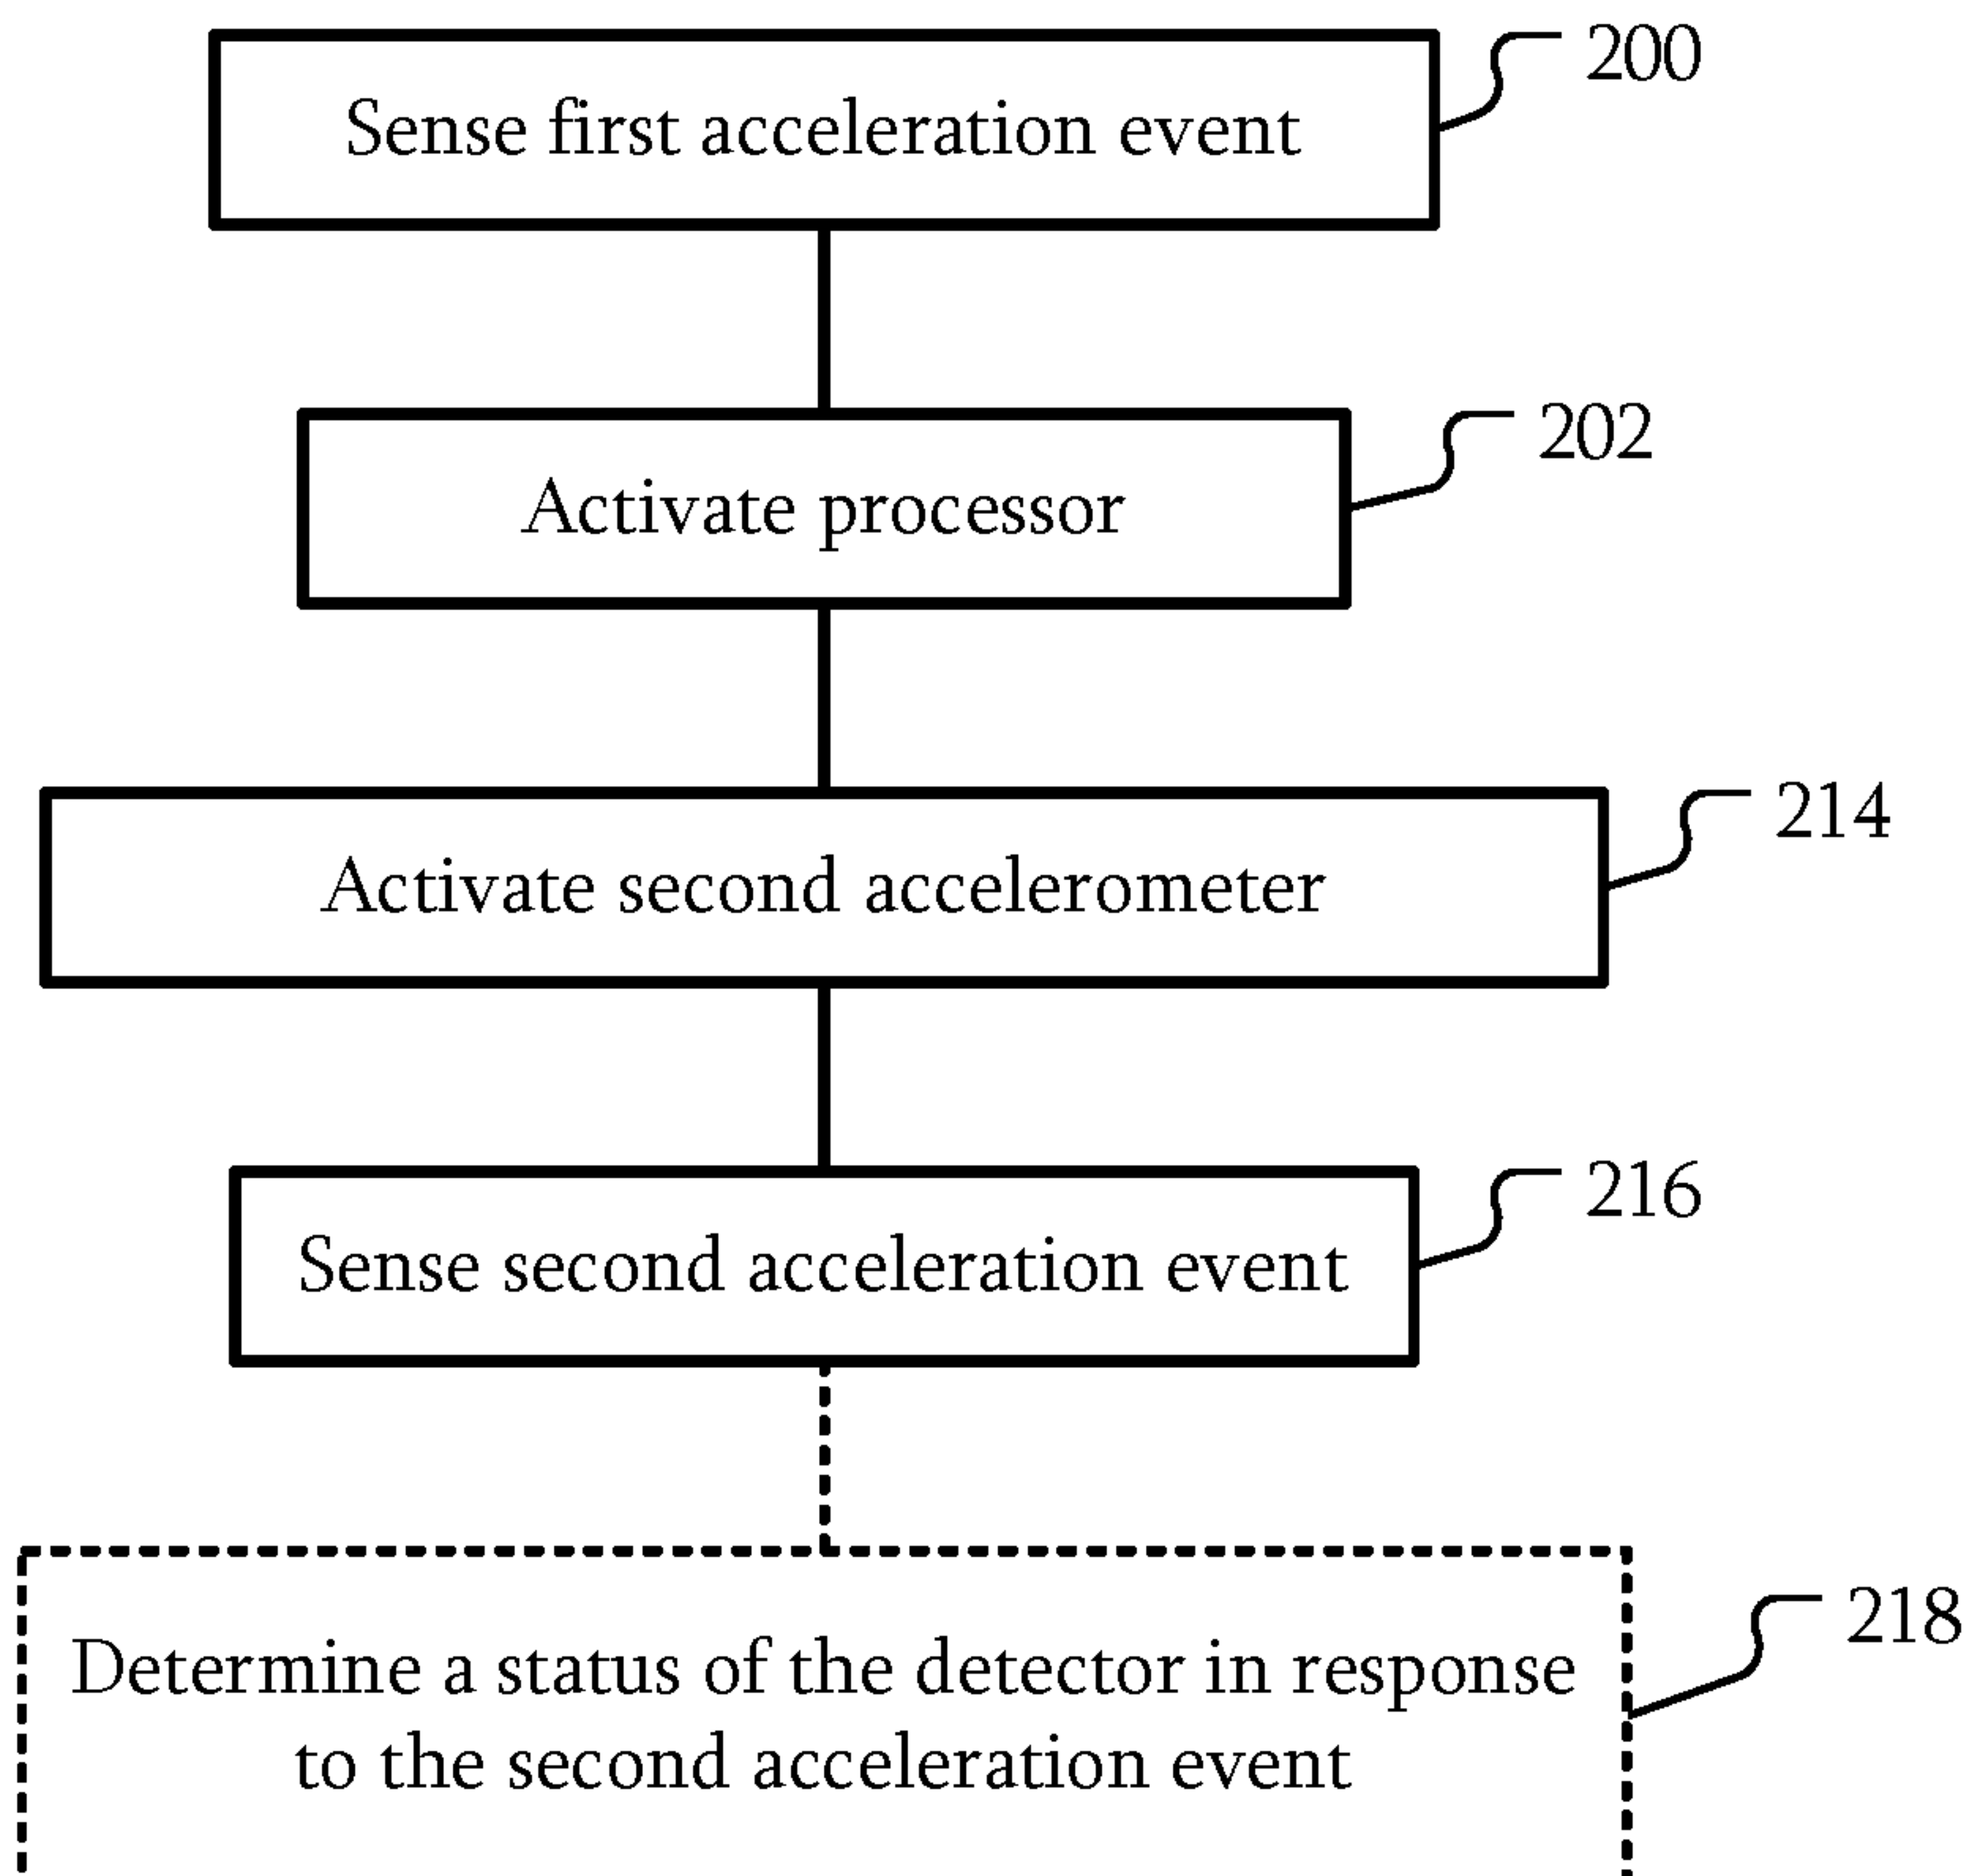 Sense first acceleration event
200
Activate processor
202
Activate second accelerometer
214
Sense second acceleration event
216
Determine a status of the detector in response
to the second acceleration event
218